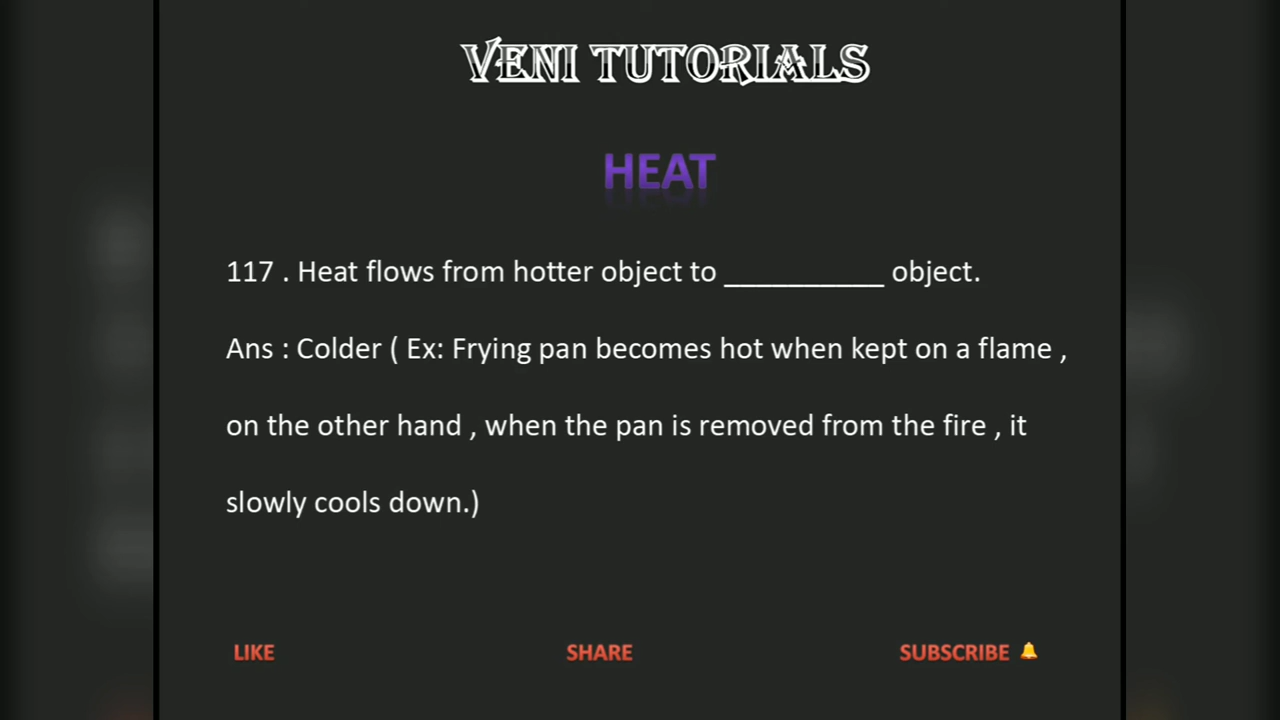 VENI TUTORIALS
HEAT
117 . Heat flows from hotter object to __________ object.
Ans : Colder ( Ex: Frying pan becomes hot when kept on a flame ,
on the other hand , when the pan is removed from the fire , it
slowly cools down.)
LIKE SHARE SUBSCRIBE 🔔